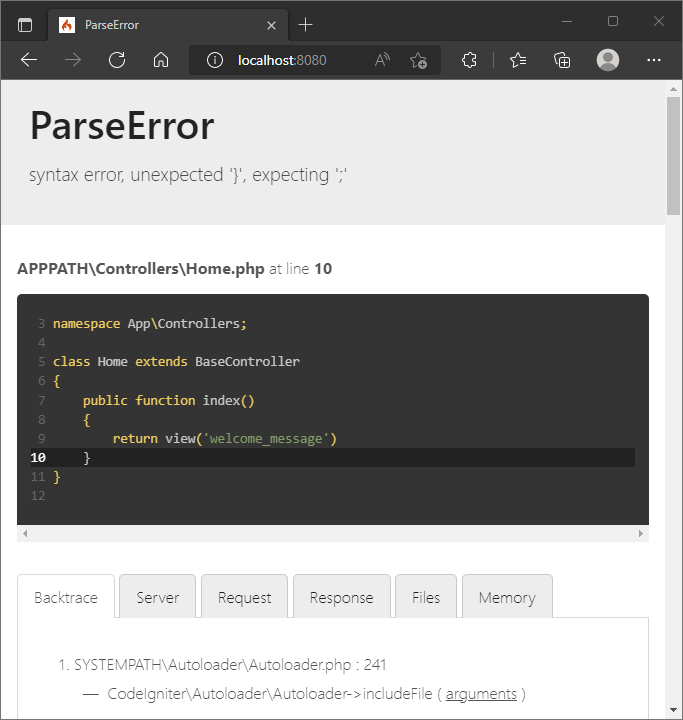 ParseError
localhost:8080
ParseError
syntax error, unexpected '}', expecting ';'
APPPATH\Controllers\Home.php at line 10
3 namespace App\Controllers;
4
5 class Home extends BaseController
6 {
7     public function index()
8     {
9         return view('welcome_message')
10     }
11 }
12
Backtrace Server Request Response Files Memory
1. SYSTEMPATH\Autoloader\Autoloader.php : 241
— CodeIgniter\Autoloader\Autoloader->includeFile ( arguments )